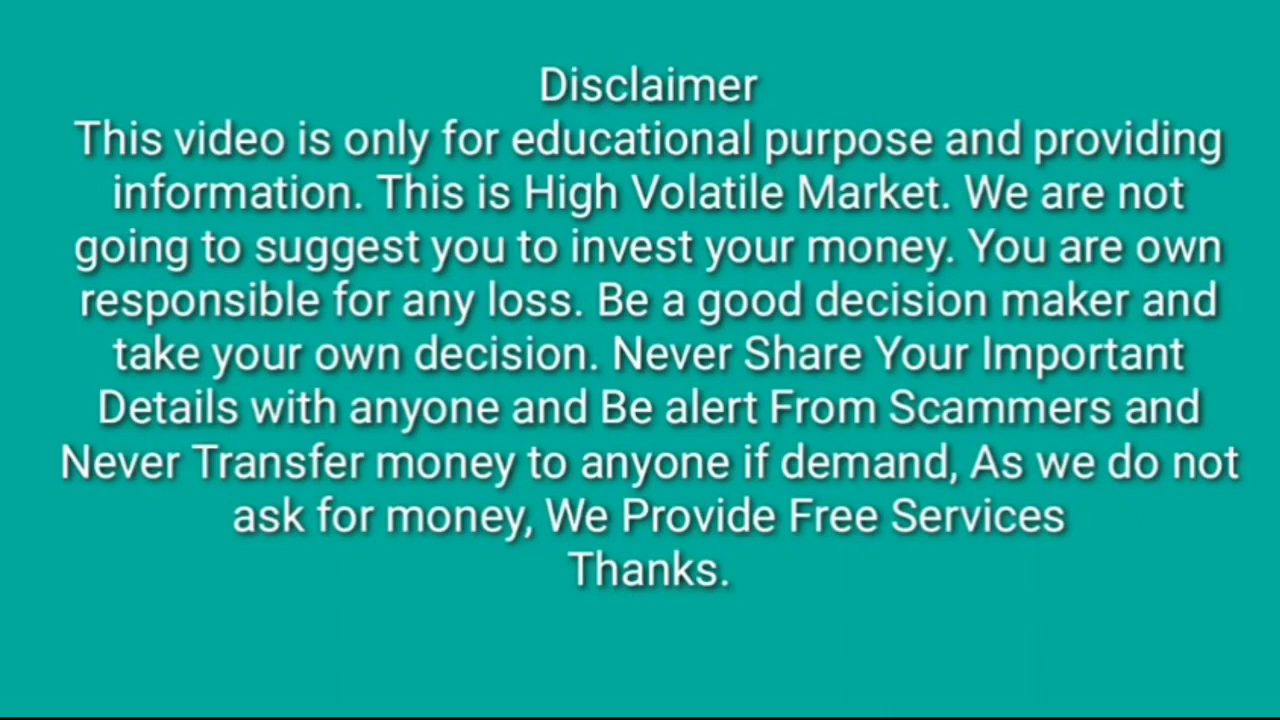 Disclaimer
This video is only for educational purpose and providing
information. This is High Volatile Market. We are not
going to suggest you to invest your money. You are own
responsible for any loss. Be a good decision maker and
take your own decision. Never Share Your Important
Details with anyone and Be alert From Scammers and
Never Transfer money to anyone if demand, As we do not
ask for money, We Provide Free Services
Thanks.